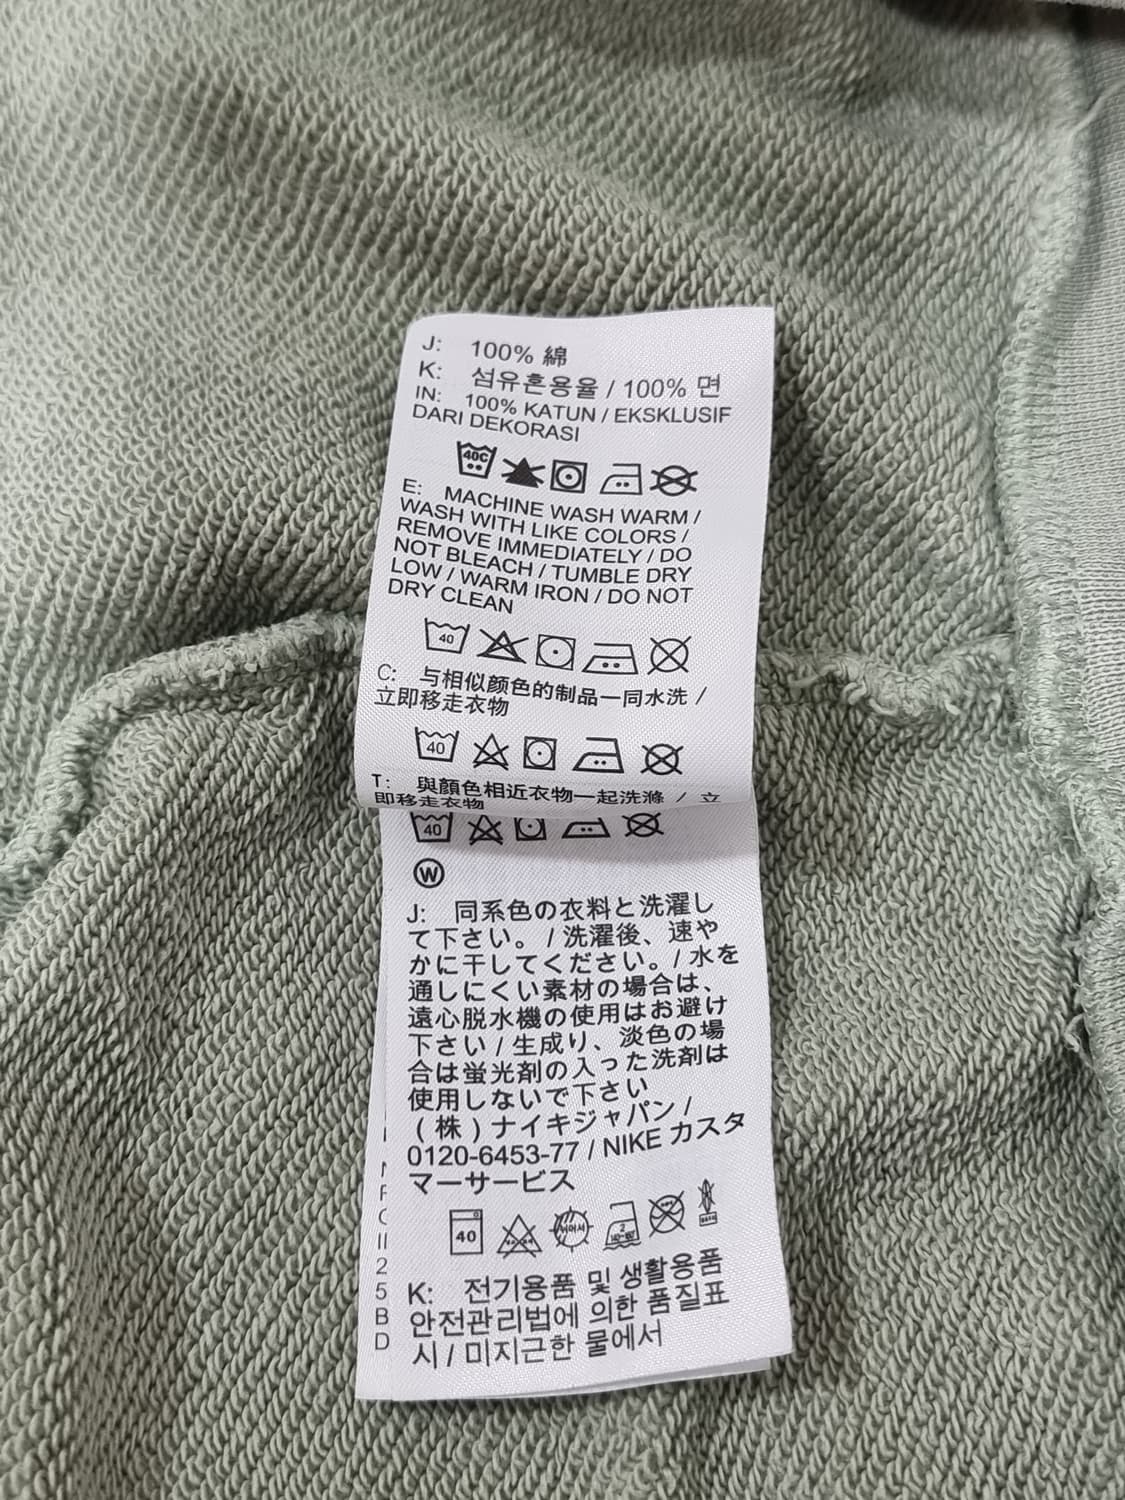 J: 100% 綿
K: 섬유혼용율 / 100% 면
IN: 100% KATUN / EKSKLUSIF
DARI DEKORASI
40C
E: MACHINE WASH WARM /
WASH WITH LIKE COLORS /
REMOVE IMMEDIATELY / DO
NOT BLEACH / TUMBLE DRY
LOW / WARM IRON / DO NOT
DRY CLEAN
40
C: 与相似颜色的制品一同水洗 /
立即移走衣物
40
T: 與顏色相近衣物一起洗滌 / 立
即移走衣物
40
W
J: 同系色の衣料と洗濯し
て下さい。 / 洗濯後、速や
かに干してください。/ 水を
通しにくい素材の場合は、
遠心脱水機の使用はお避け
下さい / 生成り、淡色の場
合は蛍光剤の入った洗剤は
使用しないで下さい
(株) ナイキジャパン /
0120-6453-77 / NIKE カスタ
マーサービス
40 2
K: 전기용품 및 생활용품
안전관리법에 의한 품질표
시 / 미지근한 물에서